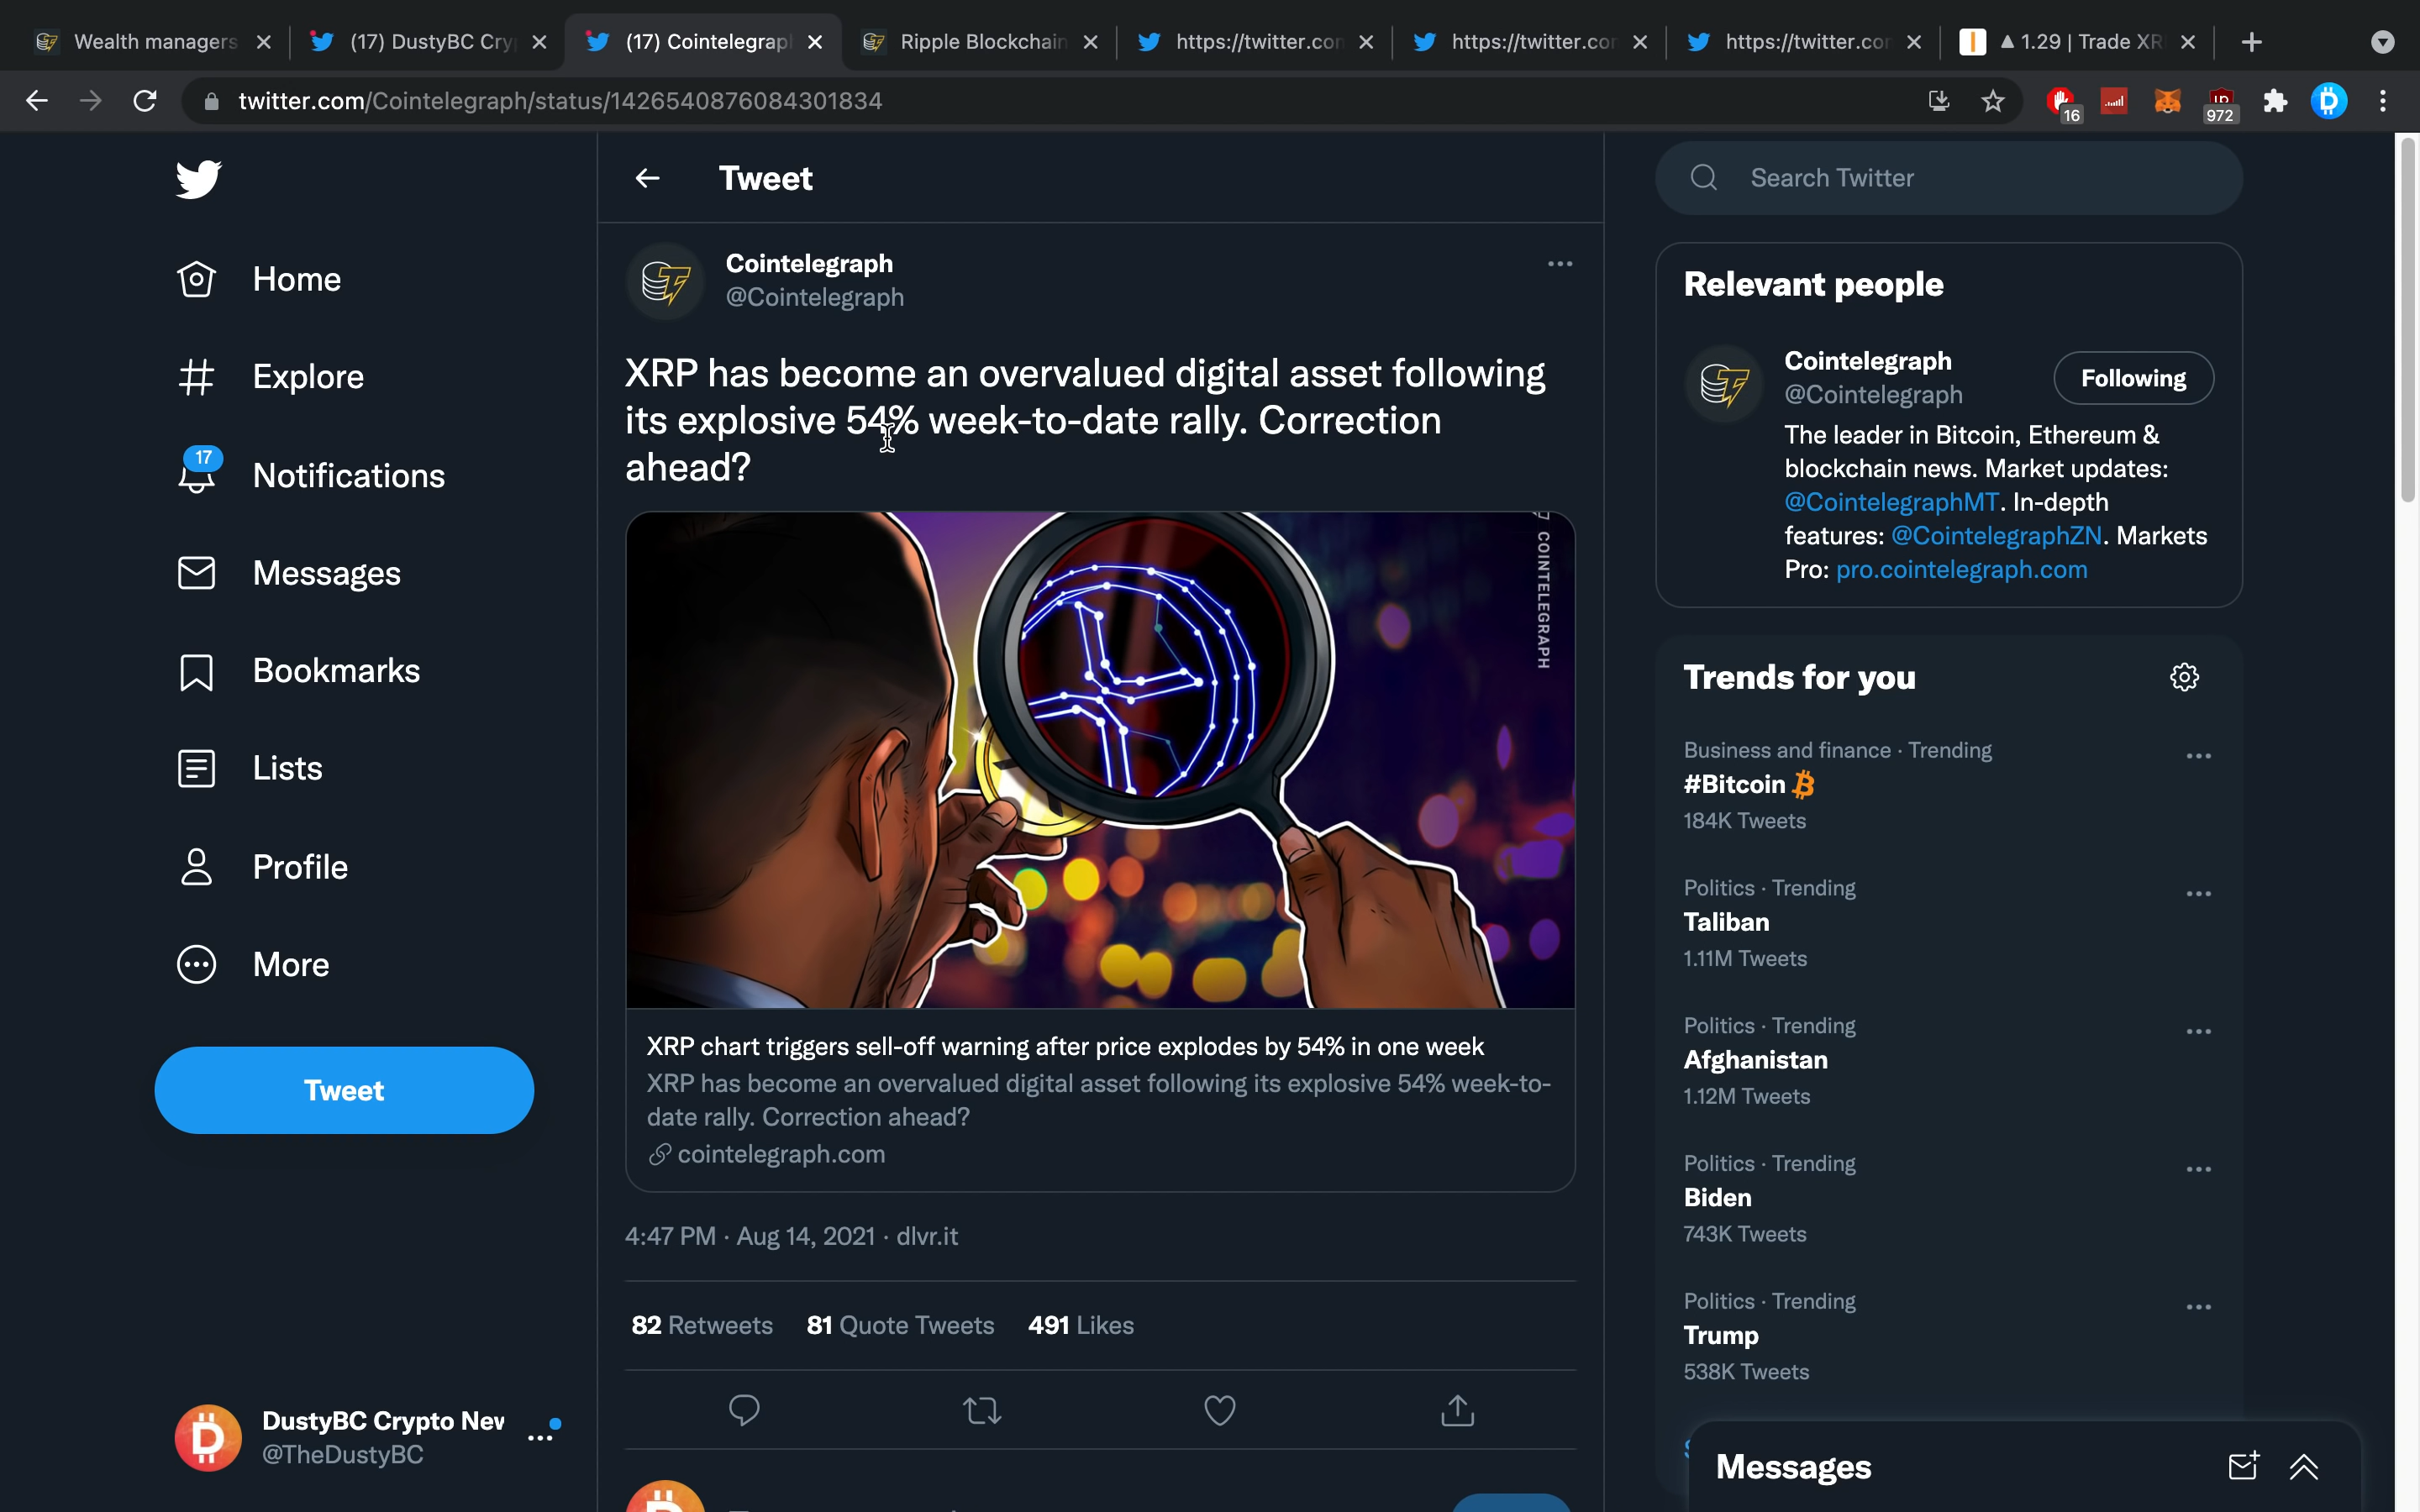 Wealth managers
(17) DustyBC Cry
(17) Cointelegrap
Ripple Blockchain
https://twitter.con
https://twitter.con
https://twitter.con
1.29 | Trade XR
twitter.com/Cointelegraph/status/1426540876084301834
16
972
Tweet
Search Twitter
Home
Explore
17
Notifications
Messages
Bookmarks
Lists
Profile
More
Tweet
DustyBC Crypto Nev
@TheDustyBC
Cointelegraph
@Cointelegraph
XRP has become an overvalued digital asset following
its explosive 54% week-to-date rally. Correction
ahead?
COINTELEGRAPH
XRP chart triggers sell-off warning after price explodes by 54% in one week
XRP has become an overvalued digital asset following its explosive 54% week-to-
date rally. Correction ahead?
cointelegraph.com
4:47 PM · Aug 14, 2021 · dlvr.it
82 Retweets 81 Quote Tweets 491 Likes
Relevant people
Cointelegraph
@Cointelegraph
Following
The leader in Bitcoin, Ethereum &
blockchain news. Market updates:
@CointelegraphMT. In-depth
features: @CointelegraphZN. Markets
Pro: pro.cointelegraph.com
Trends for you
Business and finance · Trending
#Bitcoin
184K Tweets
Politics · Trending
Taliban
1.11M Tweets
Politics · Trending
Afghanistan
1.12M Tweets
Politics · Trending
Biden
743K Tweets
Politics · Trending
Trump
538K Tweets
Messages